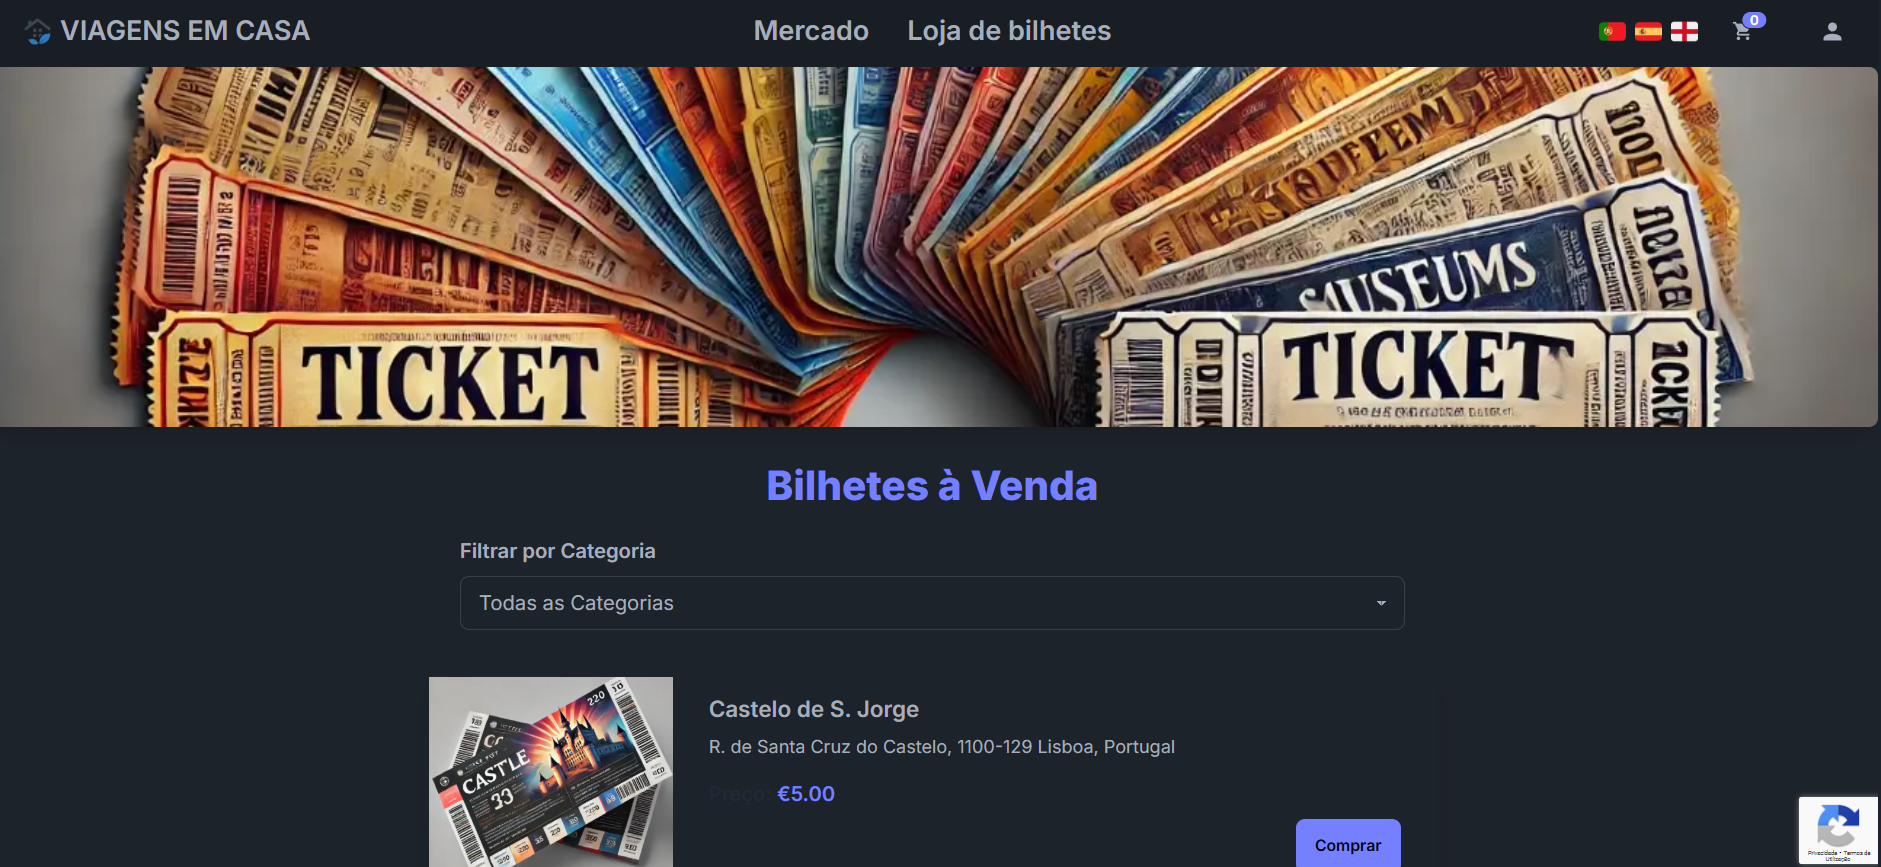 VIAGENS EM CASA
Mercado
Loja de bilhetes
0
MUSEUMS
TICKET
TICKET
Bilhetes à Venda
Filtrar por Categoria
Todas as Categorias
CASTLE
33
220
Castelo de S. Jorge
R. de Santa Cruz do Castelo, 1100-129 Lisboa, Portugal
Preço: €5.00
Comprar
Privacidade • Termos de
Utilização